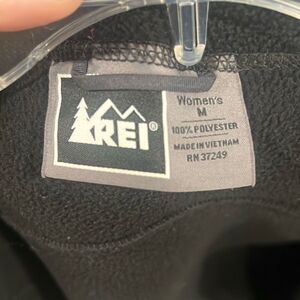 REI®
Women's
M
100% POLYESTER
MADE IN VIETNAM
RN 37249